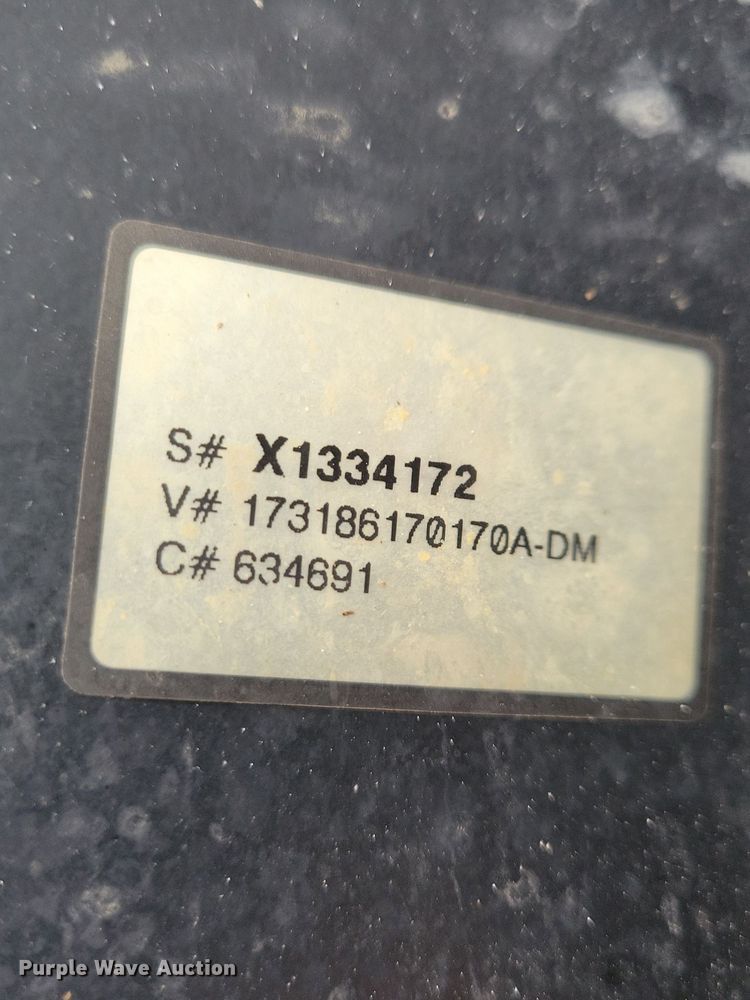 S# X1334172
V# 173186170170A-DM
C# 634691
Purple Wave Auction